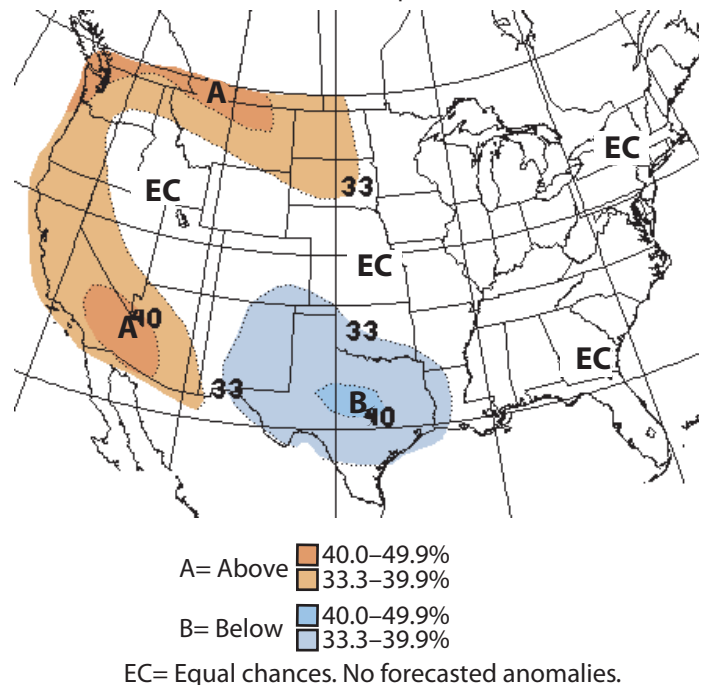 A
EC
EC
33
EC
A 40
33
EC
33
B
40
A= Above
40.0–49.9%
33.3–39.9%
B= Below
40.0–49.9%
33.3–39.9%
EC= Equal chances. No forecasted anomalies.